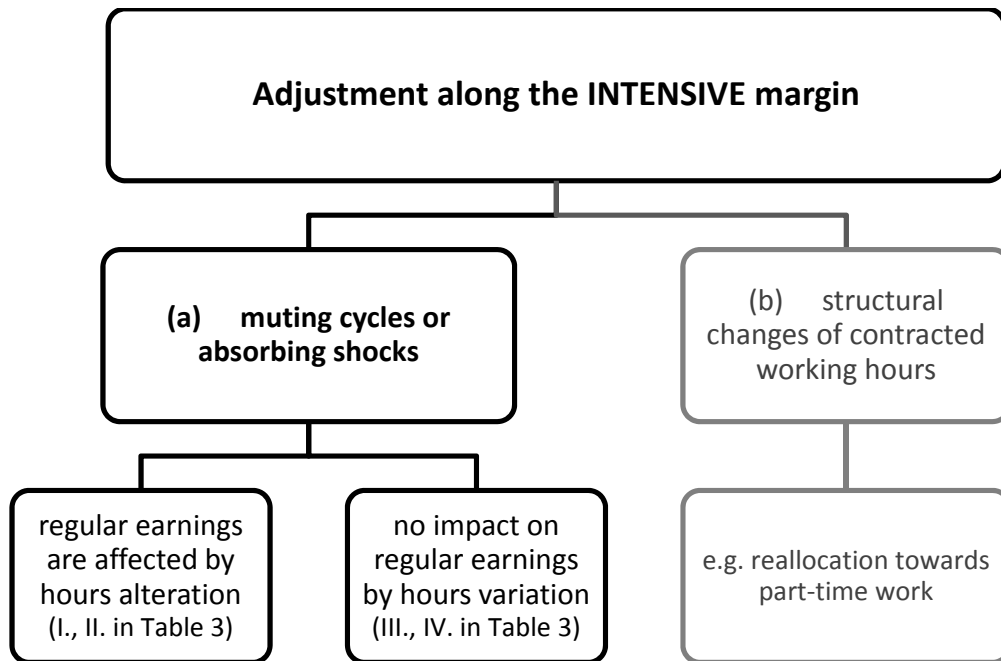 Adjustment along the INTENSIVE margin
(a) muting cycles or
absorbing shocks
(b) structural
changes of contracted
working hours
regular earnings
are affected by
hours alteration
(I., II. in Table 3)
no impact on
regular earnings
by hours variation
(III., IV. in Table 3)
e.g. reallocation towards
part-time work